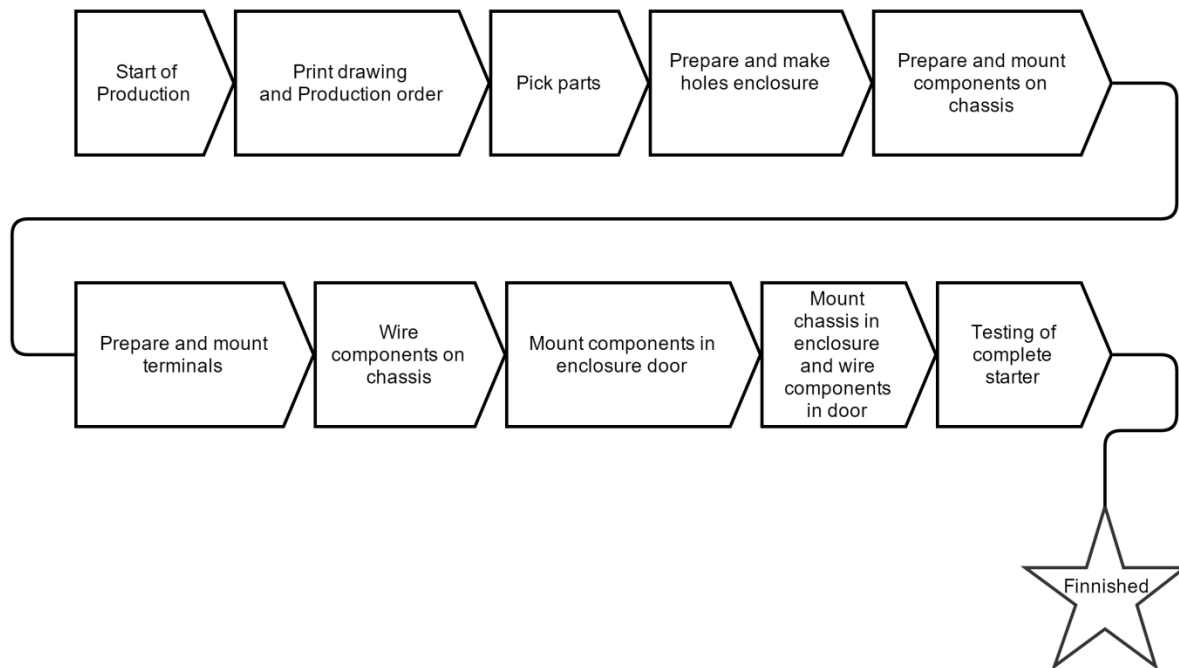 Start of
Production
Print drawing
and Production order
Pick parts
Prepare and make
holes enclosure
Prepare and mount
components on
chassis
Prepare and mount
terminals
Wire
components on
chassis
Mount components in
enclosure door
Mount
chassis in
enclosure
and wire
components
in door
Testing of
complete
starter
Finnished